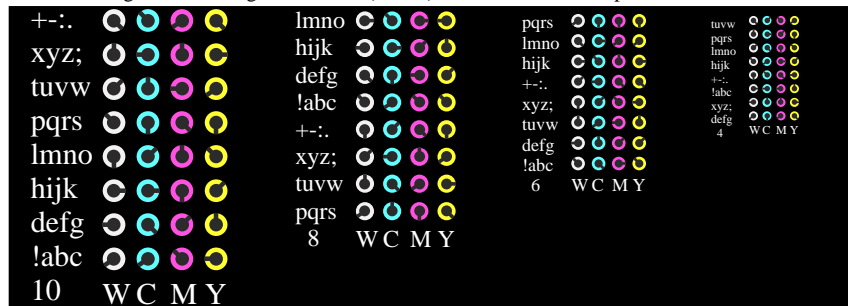 +-:.
xyz;
tuvw
pqrs
lmno
hijk
defg
!abc
10 W C M Y
lmno
hijk
defg
!abc
+-:.
xyz;
tuvw
pqrs
8 W C M Y
pqrs
lmno
hijk
+-:.
xyz;
tuvw
defg
!abc
6 W C M Y
tuvw
pqrs
lmno
hijk
+-:.
!abc
xyz;
defg
4 W C M Y